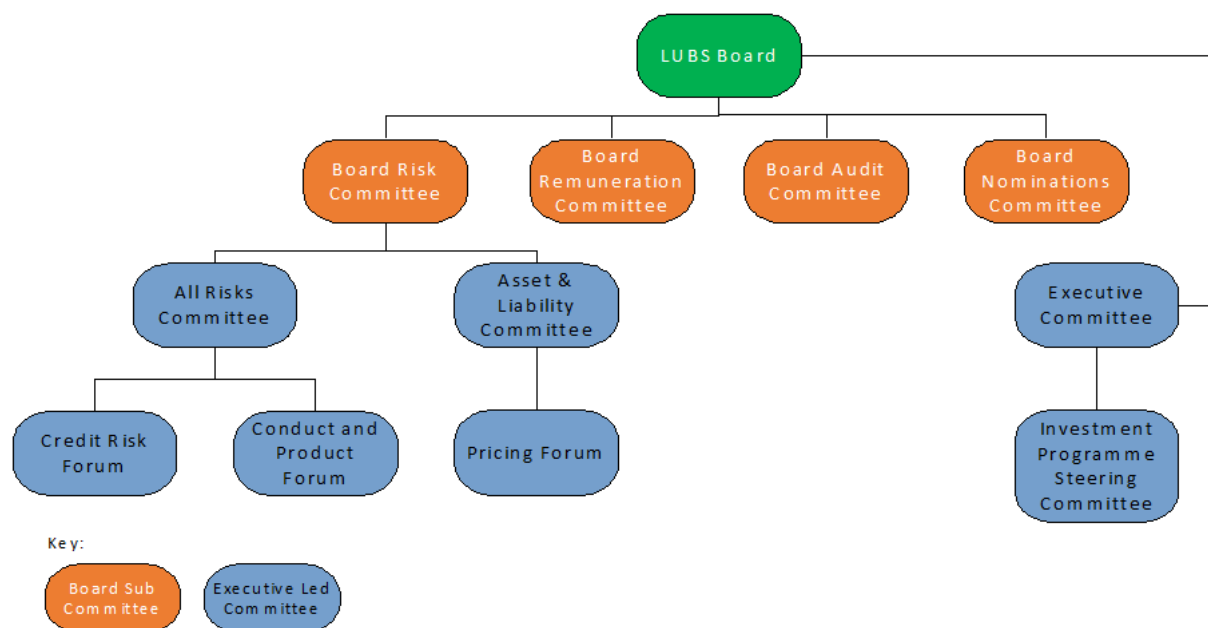 LUBS Board
Board Risk
Committee
Board
Remuneration
Committee
Board Audit
Committee
Board
Nominations
Committee
All Risks
Committee
Asset &
Liability
Committee
Executive
Committee
Credit Risk
Forum
Conduct and
Product
Forum
Pricing Forum
Investment
Programme
Steering
Committee
Key:
Board Sub
Committee
Executive Led
Committee